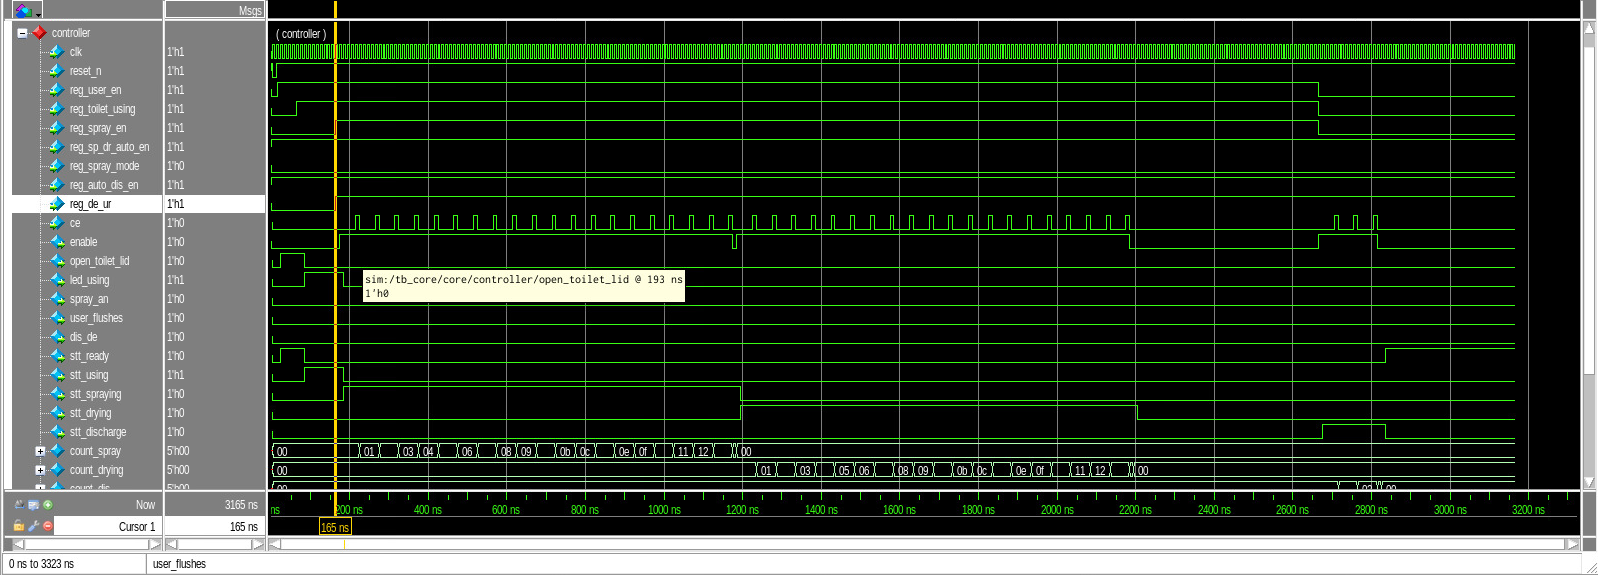 Msgs
controller
( controller )
clk 1'h1
reset_n 1'h1
reg_user_en 1'h1
reg_toilet_using 1'h1
reg_spray_en 1'h1
reg_sp_dr_auto_en 1'h1
reg_spray_mode 1'h0
reg_auto_dis_en 1'h1
reg_de_ur 1'h1
ce 1'h0
enable 1'h0
open_toilet_lid 1'h0
led_using 1'h1
sim:/tb_core/core/controller/open_toilet_lid @ 193 ns
1'h0
spray_an 1'h0
user_flushes 1'h0
dis_de 1'h0
stt_ready 1'h0
stt_using 1'h1
stt_spraying 1'h0
stt_drying 1'h0
stt_discharge 1'h0
count_spray 5'h00 00 01 03 04 06 08 09 0b 0c 0e 0f 11 12 00
count_drying 5'h00 00 01 03 05 06 08 09 0b 0c 0e 0f 11 12 00
count_dis 5'h00 00 02 00
Now 3165 ns ns 200 ns 400 ns 600 ns 800 ns 1000 ns 1200 ns 1400 ns 1600 ns 1800 ns 2000 ns 2200 ns 2400 ns 2600 ns 2800 ns 3000 ns 3200 ns
Cursor 1 165 ns 165 ns
0 ns to 3323 ns user_flushes